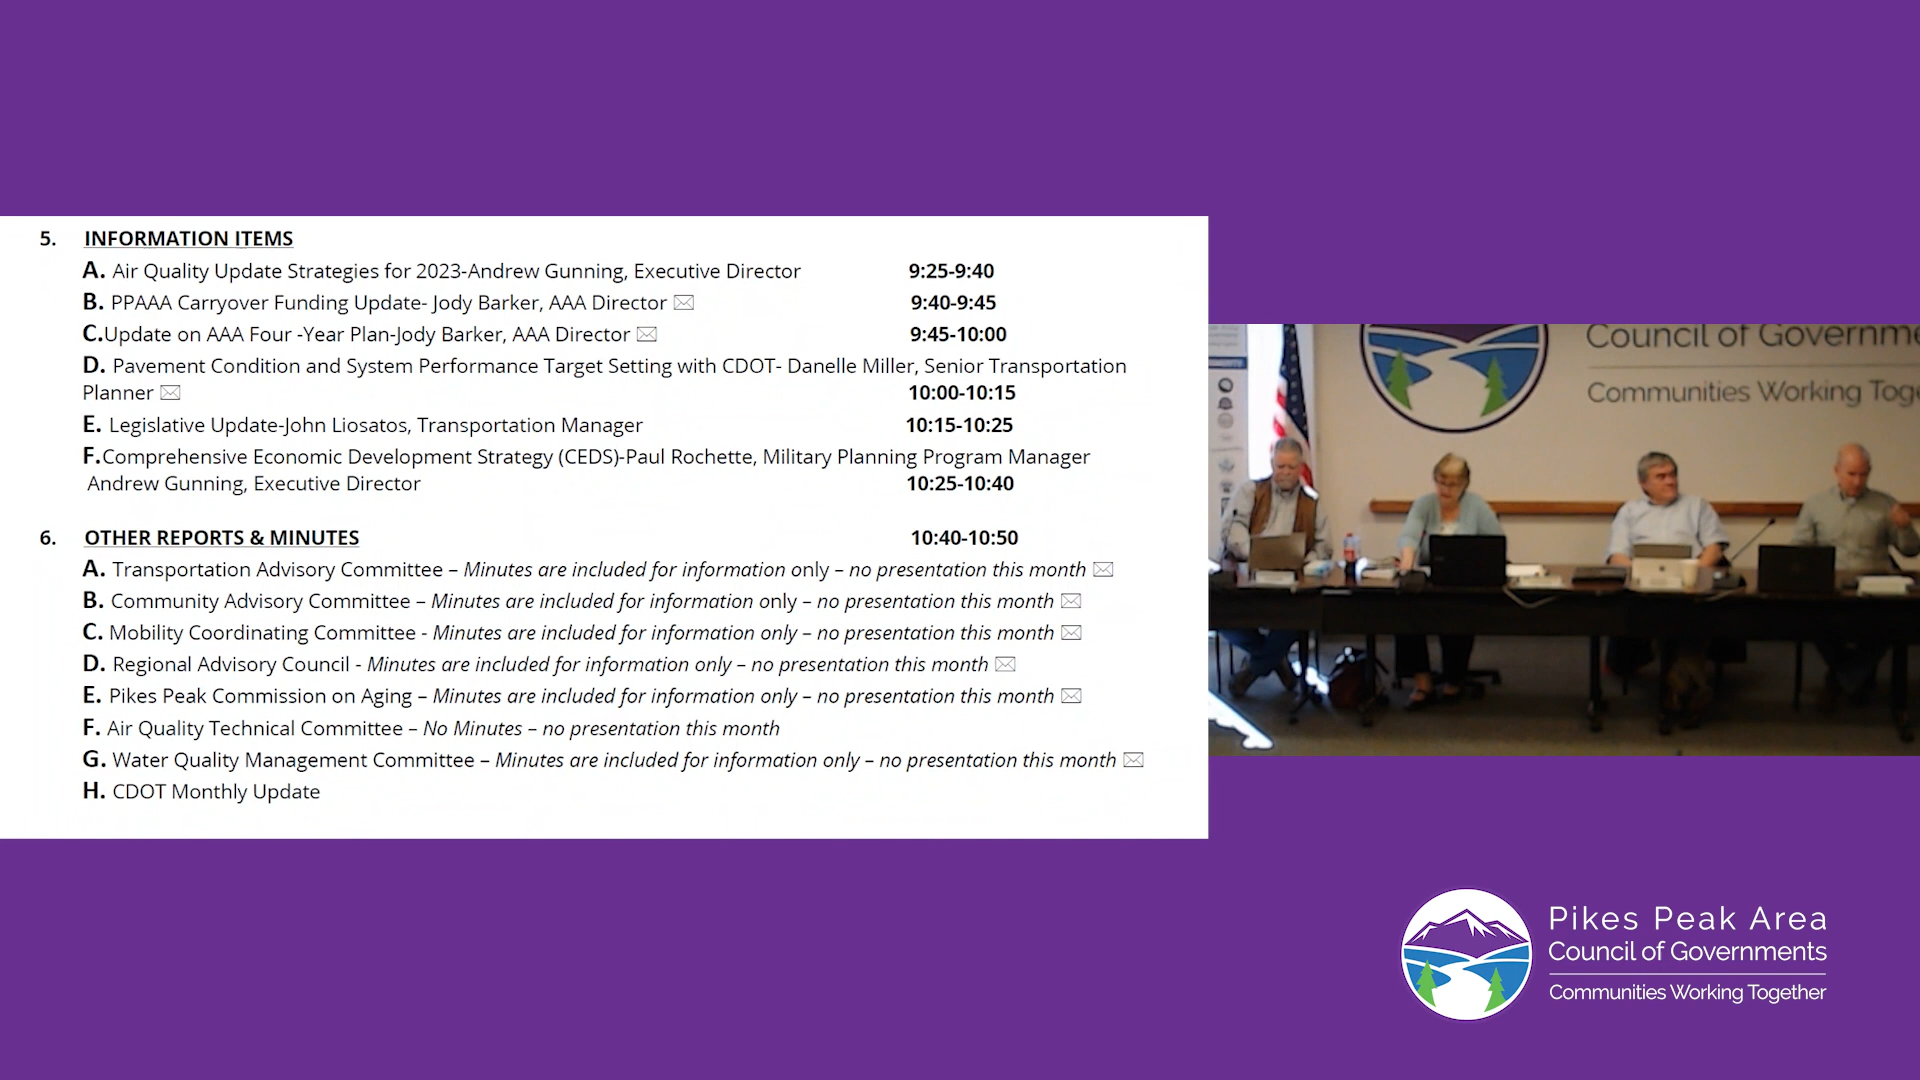 5. INFORMATION ITEMS
A. Air Quality Update Strategies for 2023-Andrew Gunning, Executive Director 9:25-9:40
B. PPAAA Carryover Funding Update- Jody Barker, AAA Director 9:40-9:45
C.Update on AAA Four -Year Plan-Jody Barker, AAA Director 9:45-10:00
D. Pavement Condition and System Performance Target Setting with CDOT- Danelle Miller, Senior Transportation
Planner 10:00-10:15
E. Legislative Update-John Liosatos, Transportation Manager 10:15-10:25
F.Comprehensive Economic Development Strategy (CEDS)-Paul Rochette, Military Planning Program Manager
Andrew Gunning, Executive Director 10:25-10:40
6. OTHER REPORTS & MINUTES 10:40-10:50
A. Transportation Advisory Committee – Minutes are included for information only – no presentation this month
B. Community Advisory Committee – Minutes are included for information only – no presentation this month
C. Mobility Coordinating Committee - Minutes are included for information only – no presentation this month
D. Regional Advisory Council - Minutes are included for information only – no presentation this month
E. Pikes Peak Commission on Aging – Minutes are included for information only – no presentation this month
F. Air Quality Technical Committee – No Minutes – no presentation this month
G. Water Quality Management Committee – Minutes are included for information only – no presentation this month
H. CDOT Monthly Update
Council of Governme
Communities Working Toge
Pikes Peak Area
Council of Governments
Communities Working Together